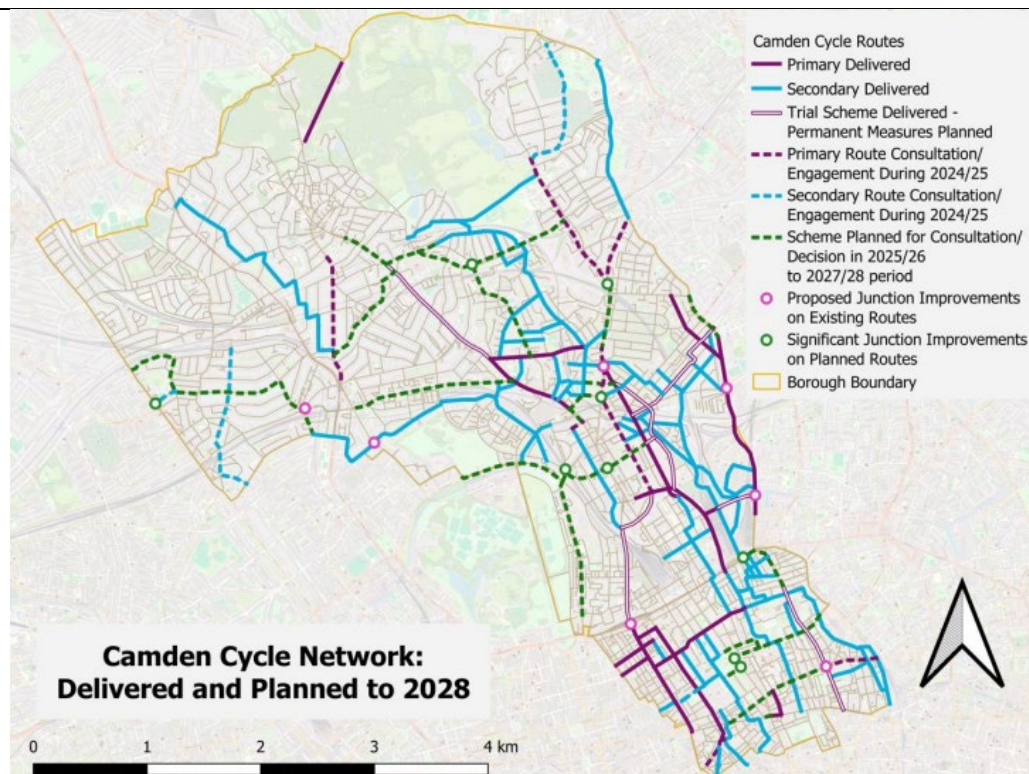 Camden Cycle Routes
Primary Delivered
Secondary Delivered
Trial Scheme Delivered -
Permanent Measures Planned
Primary Route Consultation/
Engagement During 2024/25
Secondary Route Consultation/
Engagement During 2024/25
Scheme Planned for Consultation/
Decision in 2025/26
to 2027/28 period
Proposed Junction Improvements
on Existing Routes
Significant Junction Improvements
on Planned Routes
Borough Boundary
Camden Cycle Network:
Delivered and Planned to 2028
0 1 2 3 4 km